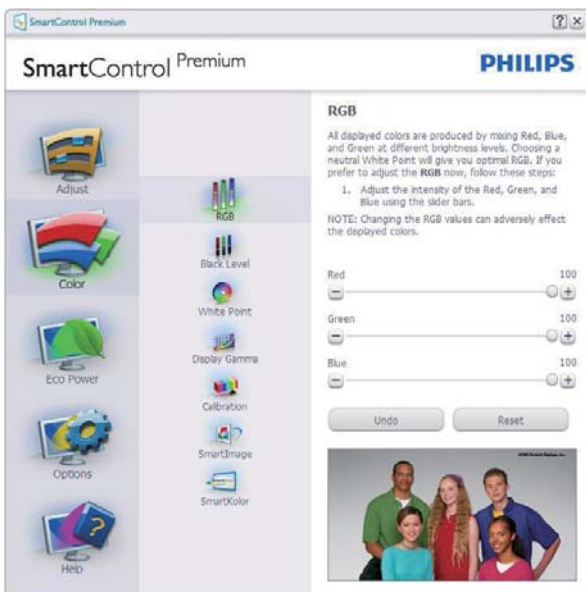 SmartControl Premium
SmartControl Premium
PHILIPS
Adjust
Color
Eco Power
Options
Help
RGB
Black Level
White Point
Display Gamma
Calibration
SmartImage
SmartKolor
RGB
All displayed colors are produced by mixing Red, Blue,
and Green at different brightness levels. Choosing a
neutral White Point will give you optimal RGB. If you
prefer to adjust the RGB now, follow these steps:
1. Adjust the intensity of the Red, Green, and
Blue using the slider bars.
NOTE: Changing the RGB values can adversely effect
the displayed colors.
Red 100
Green 100
Blue 100
Undo
Reset